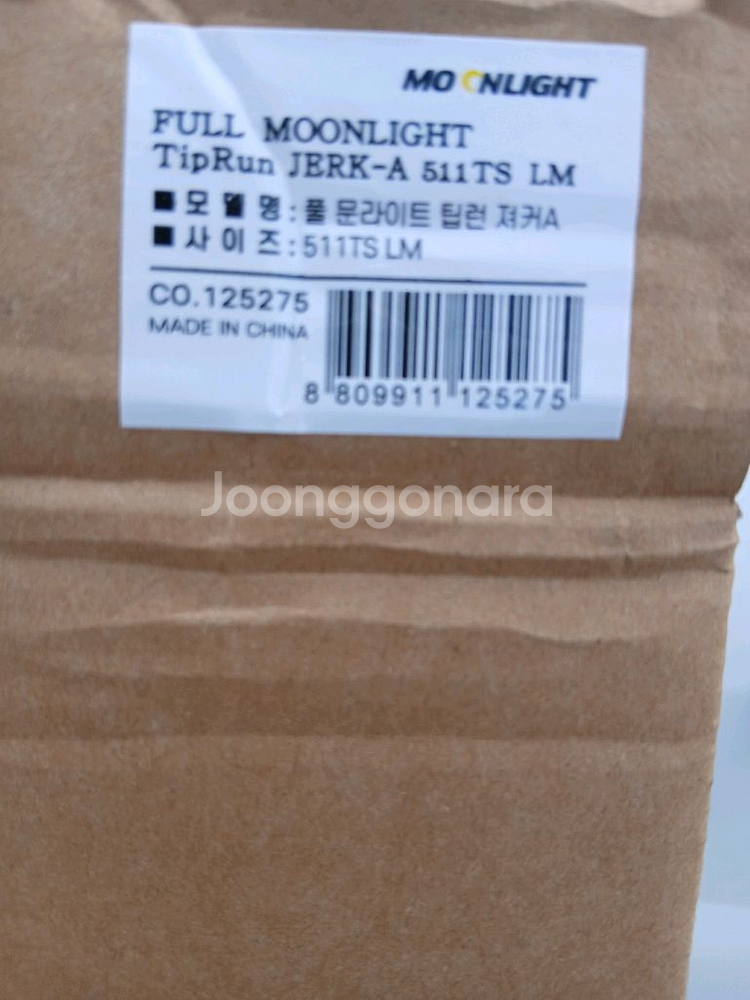 MOONLIGHT
FULL MOONLIGHT
TipRun JERK-A 511TS LM
■ 모 델 명 : 풀 문라이트 팁런 져커A
■ 사 이 즈 : 511TS LM
CO.125275
MADE IN CHINA
8 809911 125275
Joonggonara